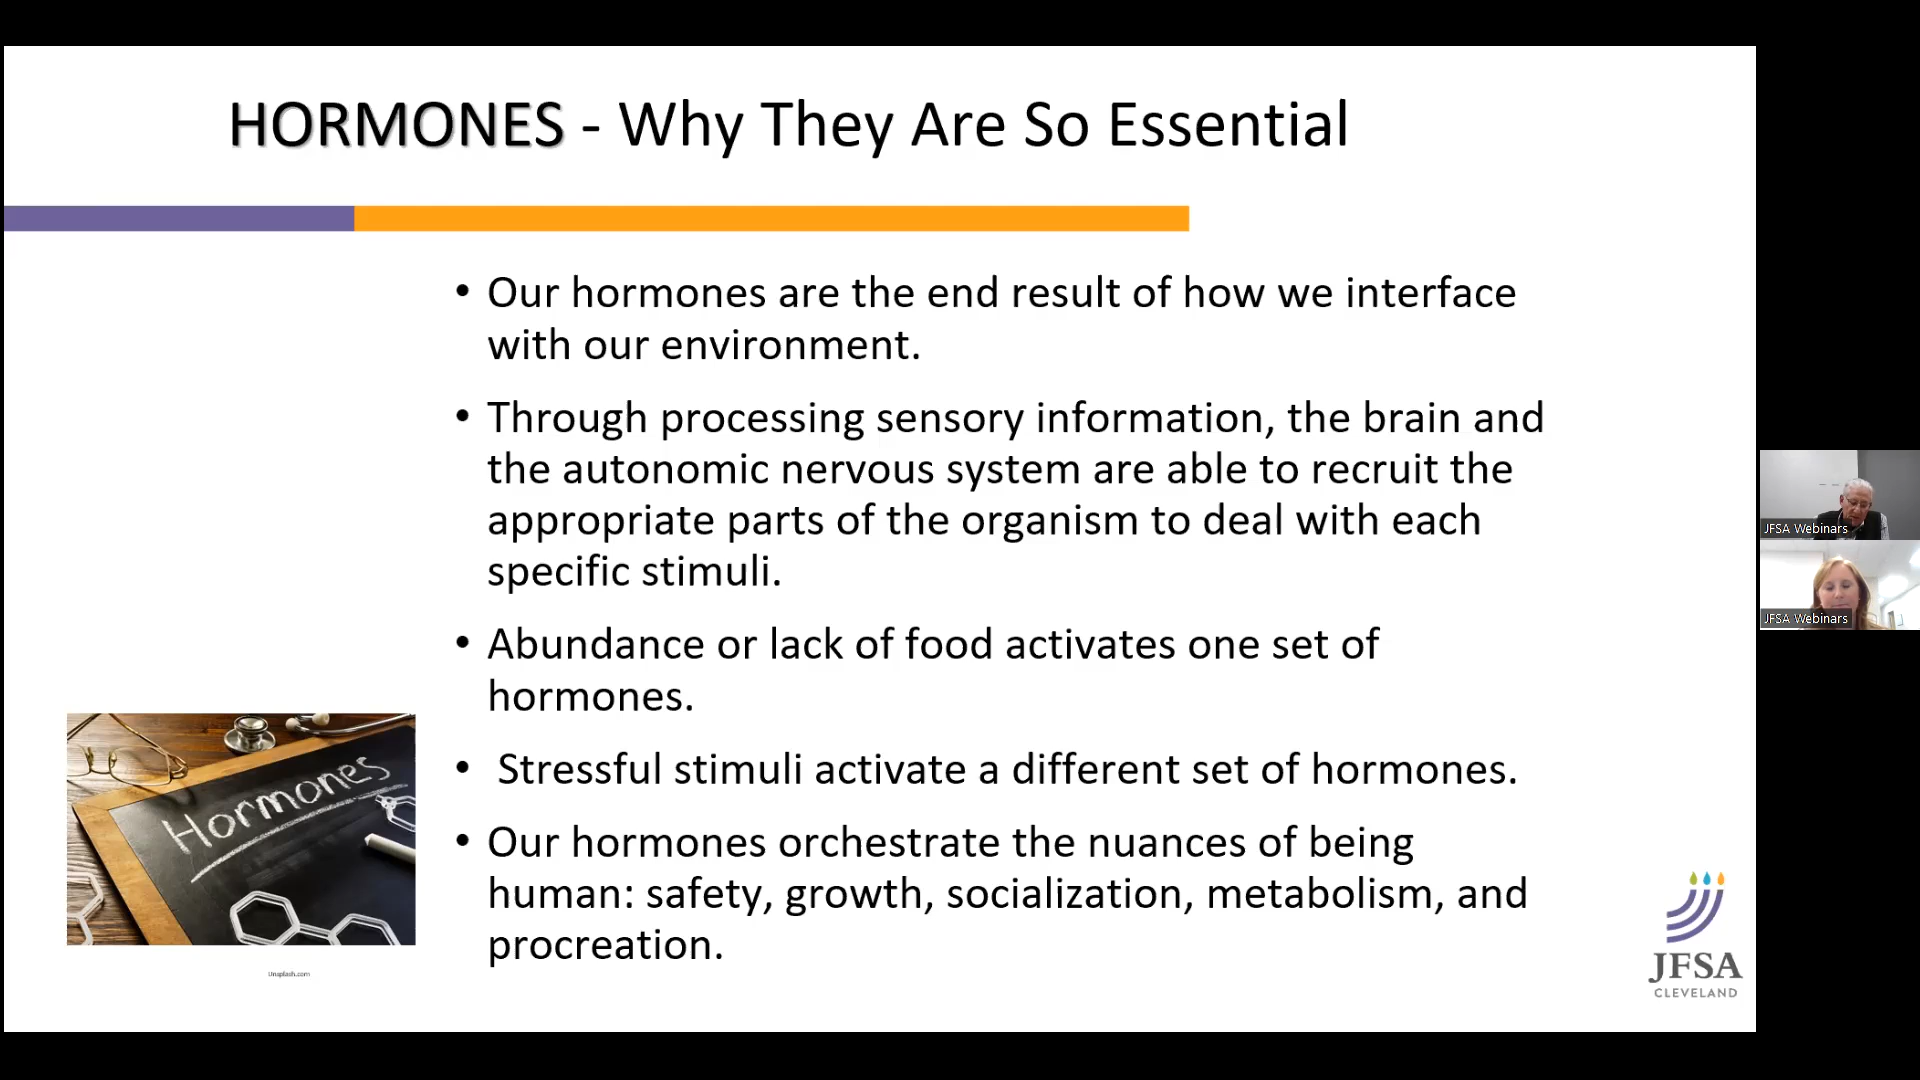 HORMONES - Why They Are So Essential
• Our hormones are the end result of how we interface
with our environment.
• Through processing sensory information, the brain and
the autonomic nervous system are able to recruit the
appropriate parts of the organism to deal with each
specific stimuli.
• Abundance or lack of food activates one set of
hormones.
• Stressful stimuli activate a different set of hormones.
• Our hormones orchestrate the nuances of being
human: safety, growth, socialization, metabolism, and
procreation.
Hormones
Unsplash.com
JFSA
CLEVELAND
JFSA Webinars
JFSA Webinars